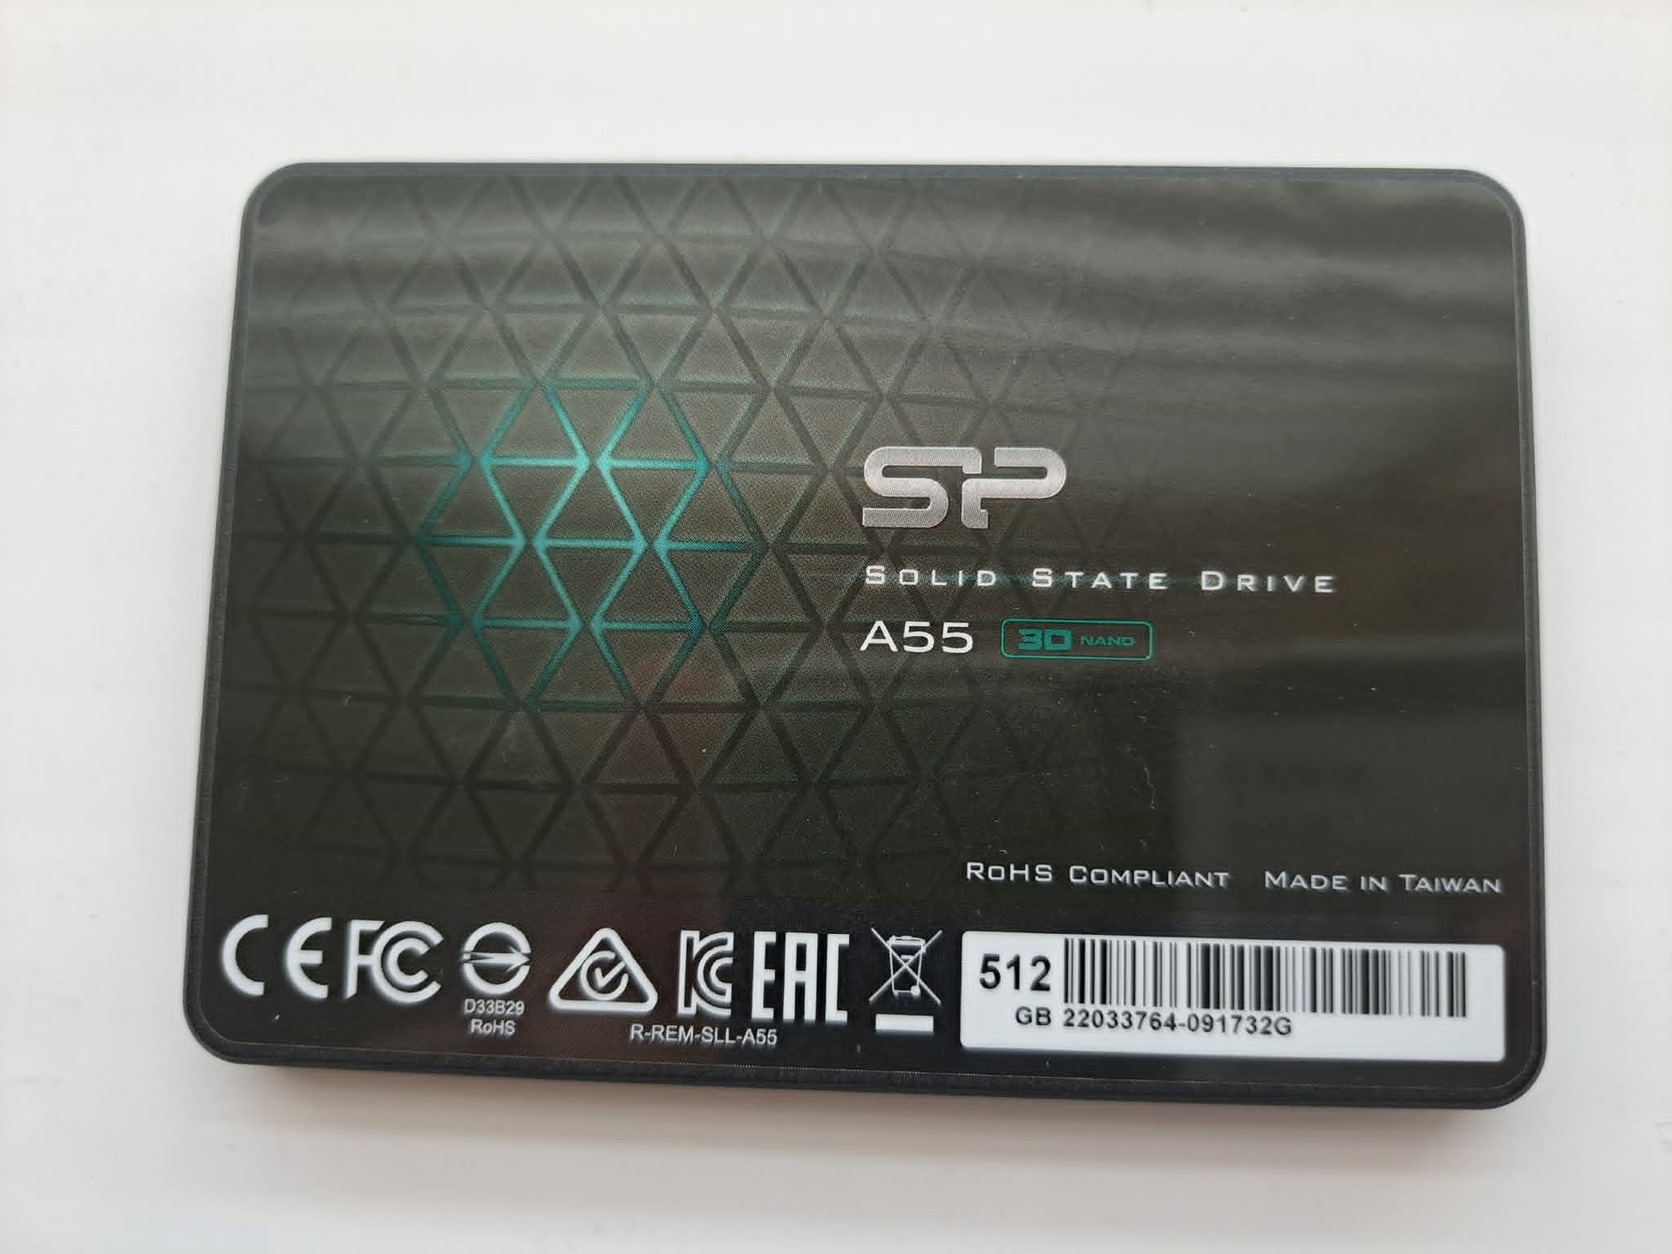 SP
SOLID STATE DRIVE
A55 3D NAND
RoHS COMPLIANT MADE IN TAIWAN
CE FC D33B29 RoHS KC EAC
R-REM-SLL-A55
512
GB 22033764-091732G